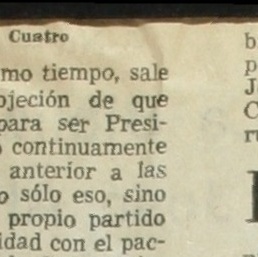 Cuatro
mo tiempo, sale
ojeción de que
para ser Presi-
continuamente
anterior a las
sólo eso, sino
propio partido
idad con el pac-